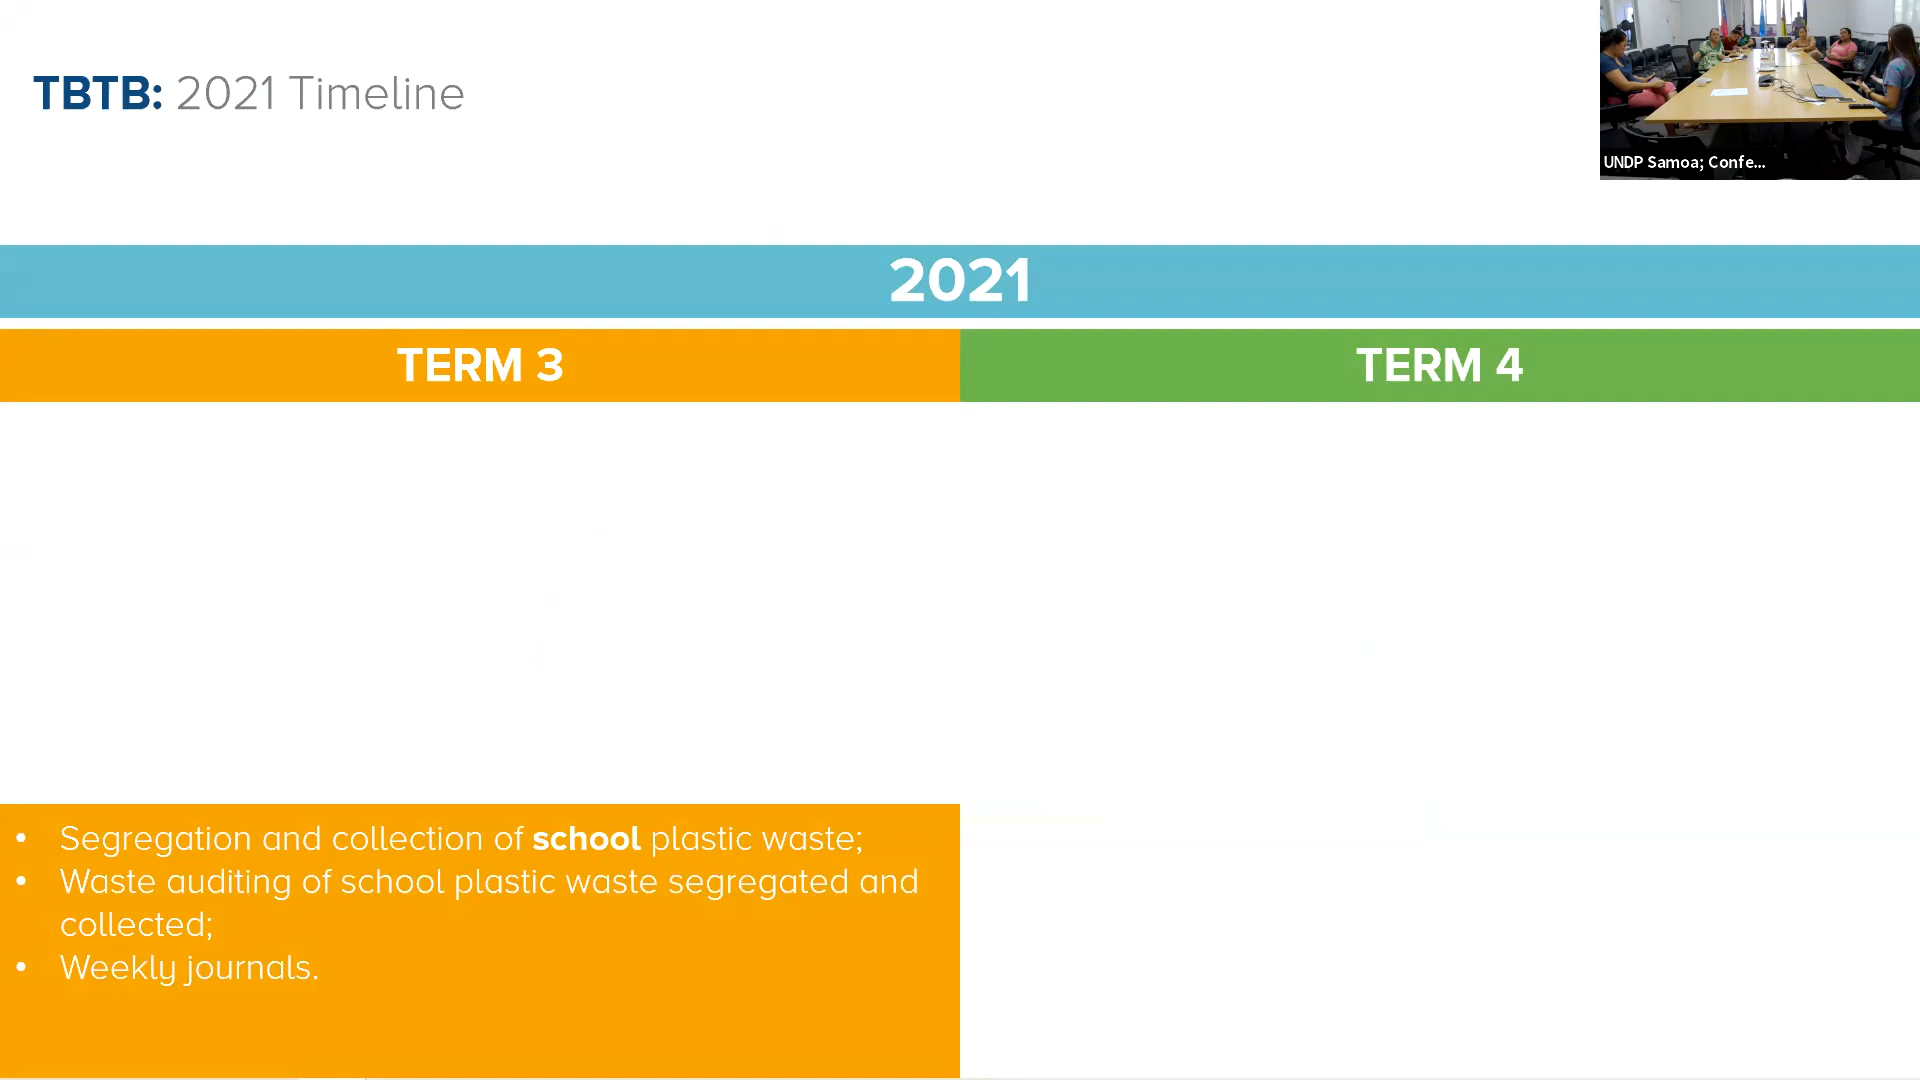 TBTB: 2021 Timeline
UNDP Samoa; Confe...
2021
TERM 3
TERM 4
• Segregation and collection of school plastic waste;
• Waste auditing of school plastic waste segregated and
collected;
• Weekly journals.